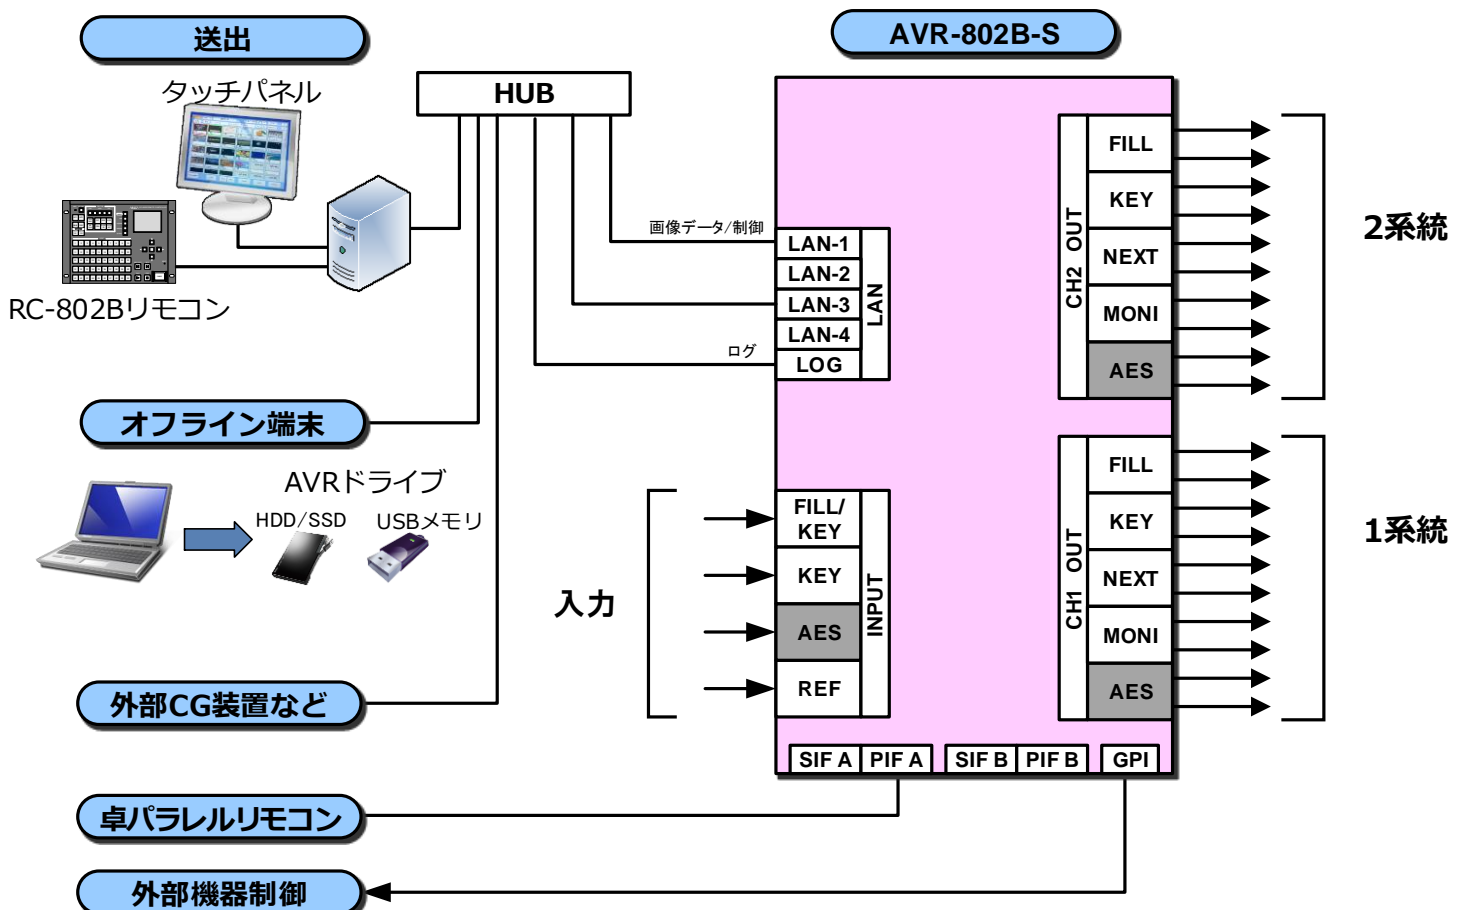 送出
AVR-802B-S
タッチパネル
HUB
RC-802Bリモコン
画像データ/制御
ログ
LAN-1
LAN-2
LAN-3
LAN-4
LOG
LAN
CH2 OUT
FILL
KEY
NEXT
MONI
AES
2系統
オフライン端末
AVRドライブ
HDD/SSD
USBメモリ
入力
FILL/
KEY
KEY
AES
REF
INPUT
CH1 OUT
FILL
KEY
NEXT
MONI
AES
1系統
外部CG装置など
SIF A
PIF A
SIF B
PIF B
GPI
卓パラレルリモコン
外部機器制御